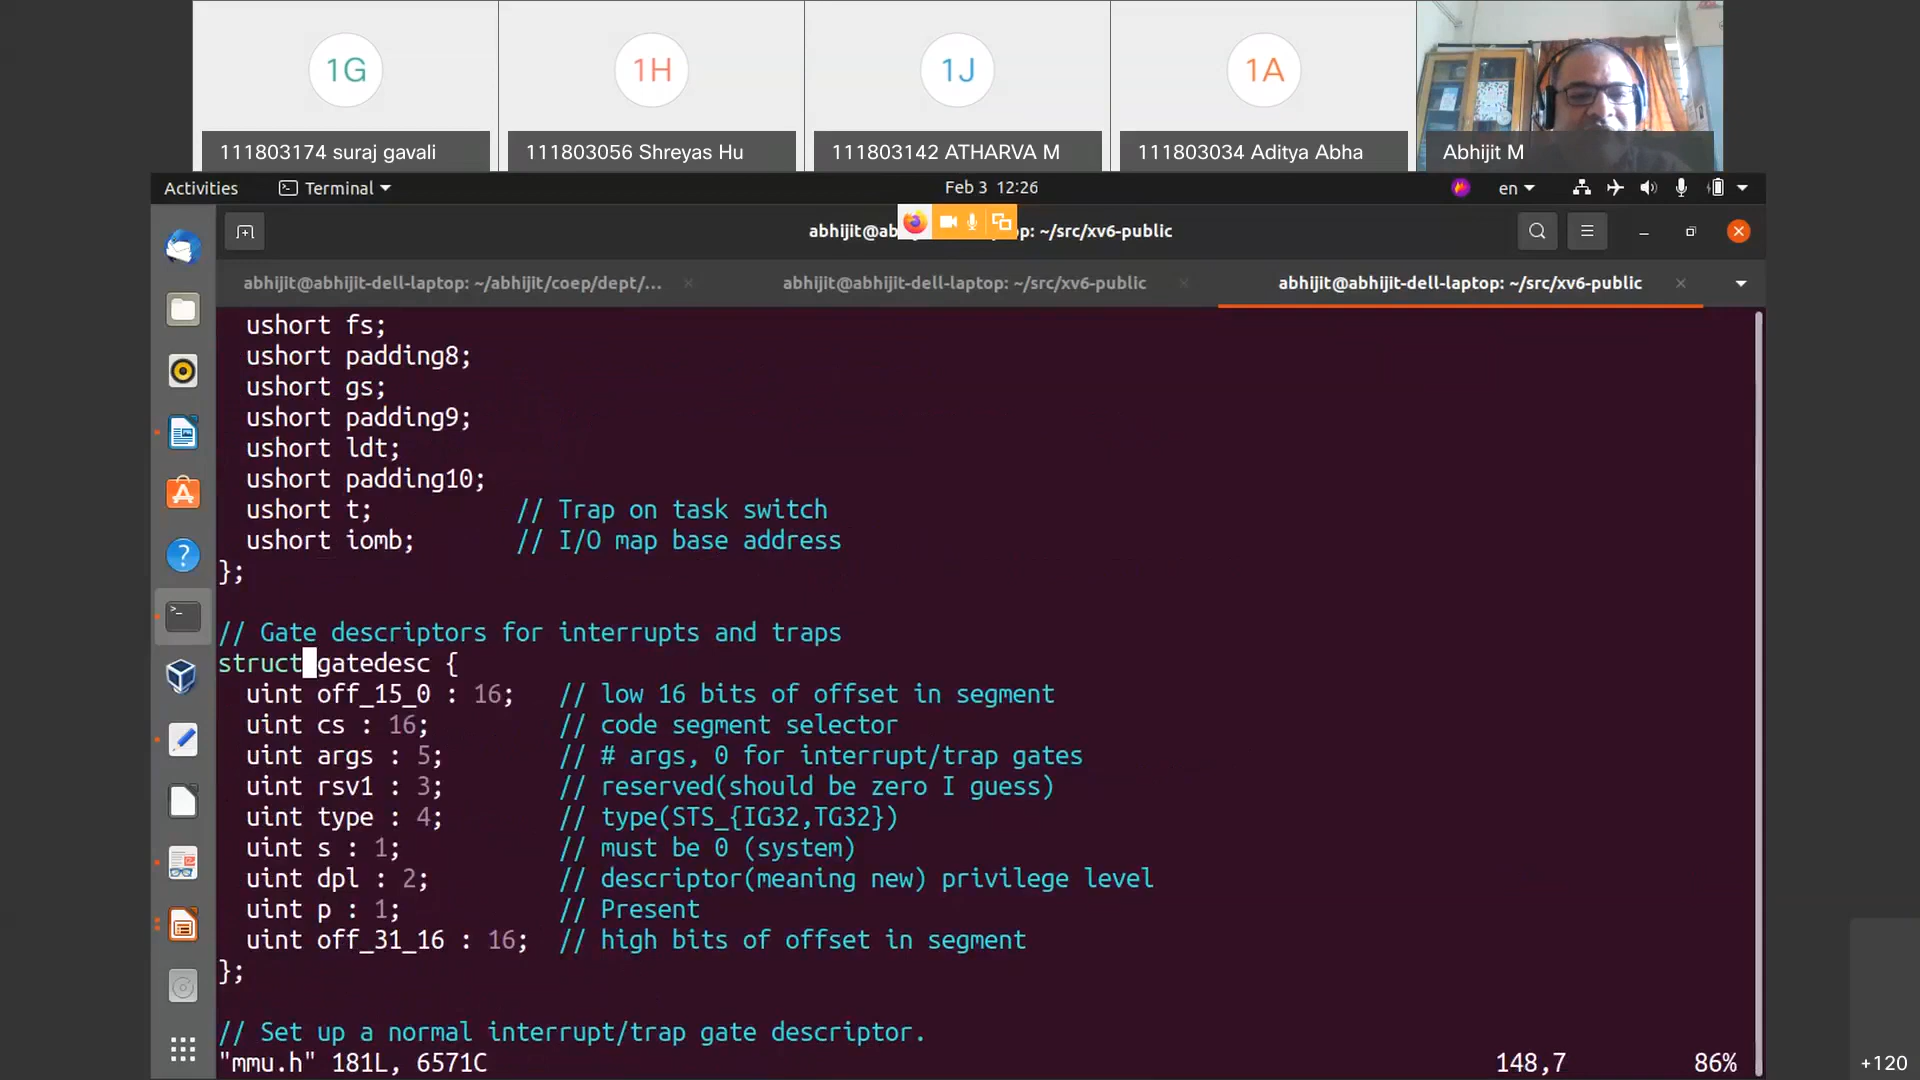 1G
1H
1J
1A
111803174 suraj gavali
111803056 Shreyas Hu
111803142 ATHARVA M
111803034 Aditya Abha
Abhijit M
Activities
Terminal
Feb 3 12:26
en
abhijit@ab
op: ~/src/xv6-public
abhijit@abhijit-dell-laptop: ~/abhijit/coep/dept/...
abhijit@abhijit-dell-laptop: ~/src/xv6-public
abhijit@abhijit-dell-laptop: ~/src/xv6-public
ushort fs;
ushort padding8;
ushort gs;
ushort padding9;
ushort ldt;
ushort padding10;
ushort t; // Trap on task switch
ushort iomb; // I/O map base address
};
// Gate descriptors for interrupts and traps
struct gatedesc {
uint off_15_0 : 16; // low 16 bits of offset in segment
uint cs : 16; // code segment selector
uint args : 5; // # args, 0 for interrupt/trap gates
uint rsv1 : 3; // reserved(should be zero I guess)
uint type : 4; // type(STS_{IG32,TG32})
uint s : 1; // must be 0 (system)
uint dpl : 2; // descriptor(meaning new) privilege level
uint p : 1; // Present
uint off_31_16 : 16; // high bits of offset in segment
};
// Set up a normal interrupt/trap gate descriptor.
"mmu.h" 181L, 6571C 148,7 86%
+120